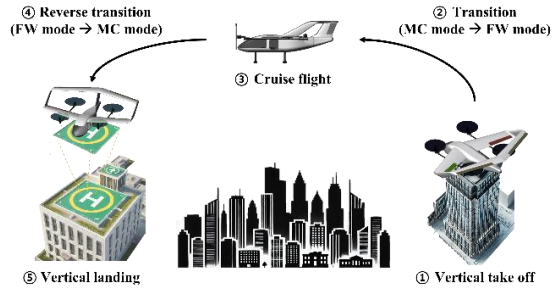 ④ Reverse transition
(FW mode → MC mode)
② Transition
(MC mode → FW mode)
③ Cruise flight
H
H
⑤ Vertical landing
① Vertical take off